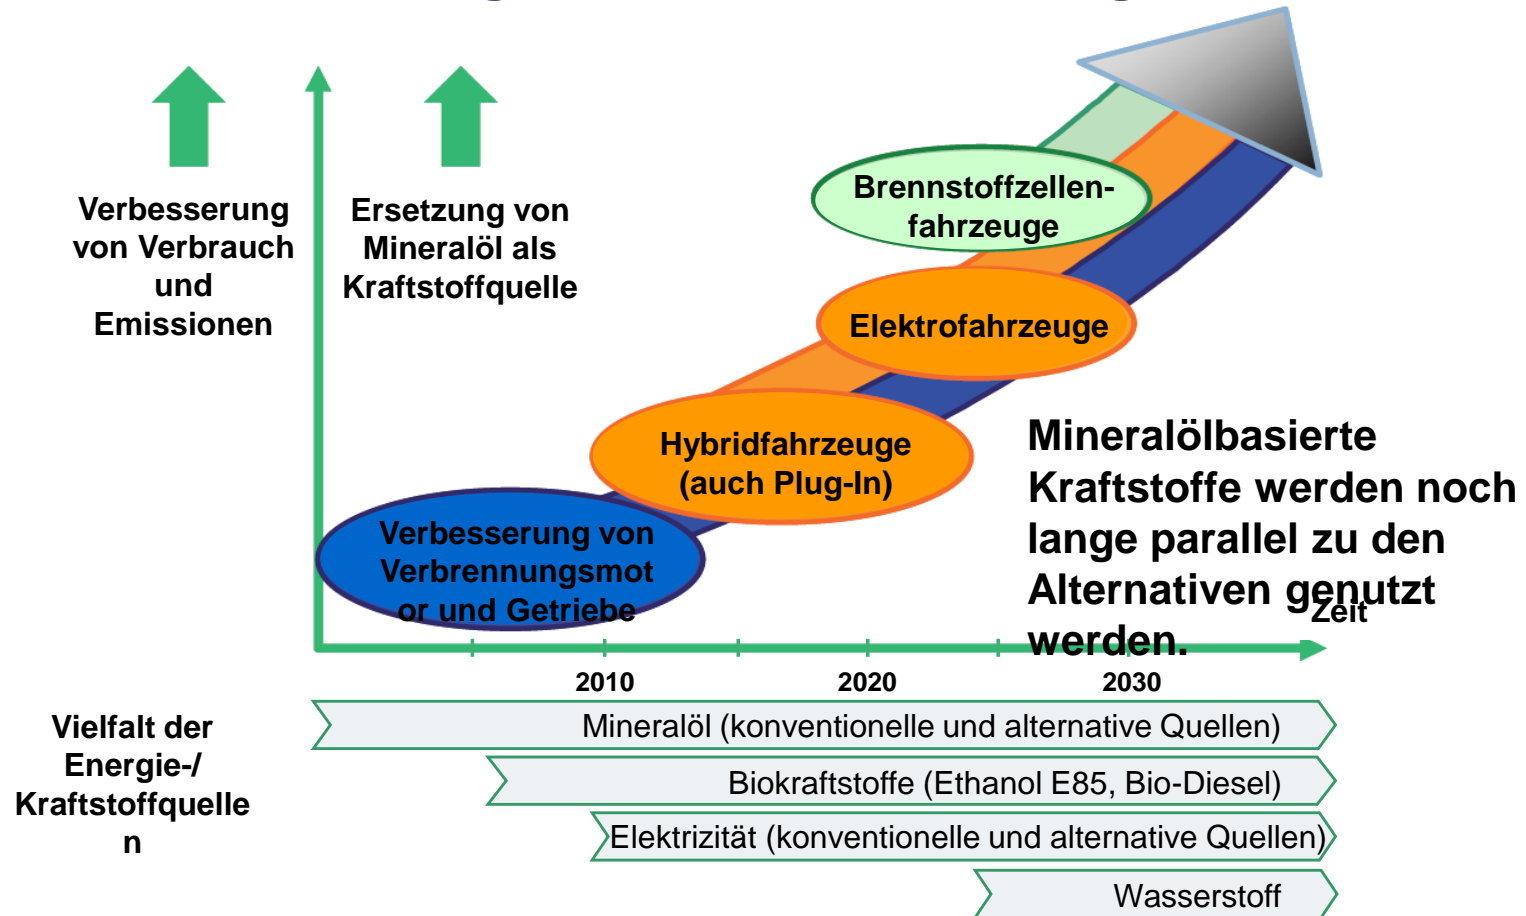 Verbesserung
von Verbrauch
und
Emissionen
Ersetzung von
Mineralöl als
Kraftstoffquelle
Brennstoffzellen-
fahrzeuge
Elektrofahrzeuge
Hybridfahrzeuge
(auch Plug-In)
Verbesserung von
Verbrennungsmot
or und Getriebe
Mineralölbasierte
Kraftstoffe werden noch
lange parallel zu den
Alternativen genutzt
werden.
Zeit
2010
2020
2030
Vielfalt der
Energie-/
Kraftstoffquelle
n
Mineralöl (konventionelle und alternative Quellen)
Biokraftstoffe (Ethanol E85, Bio-Diesel)
Elektrizität (konventionelle und alternative Quellen)
Wasserstoff